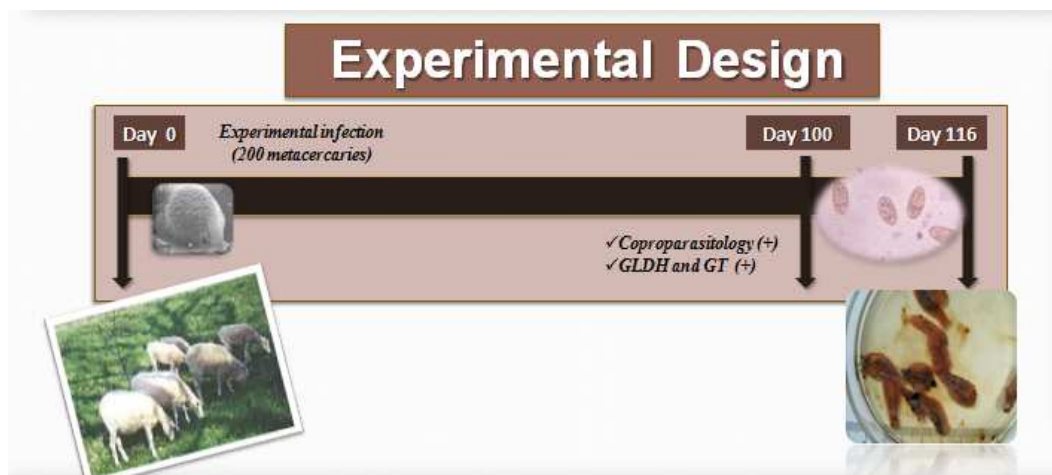 Experimental Design
Day 0
Experimental infection
(200 metacercaries)
Day 100
Day 116
✓Coproparasitology (+)
✓GLDH and GT (+)